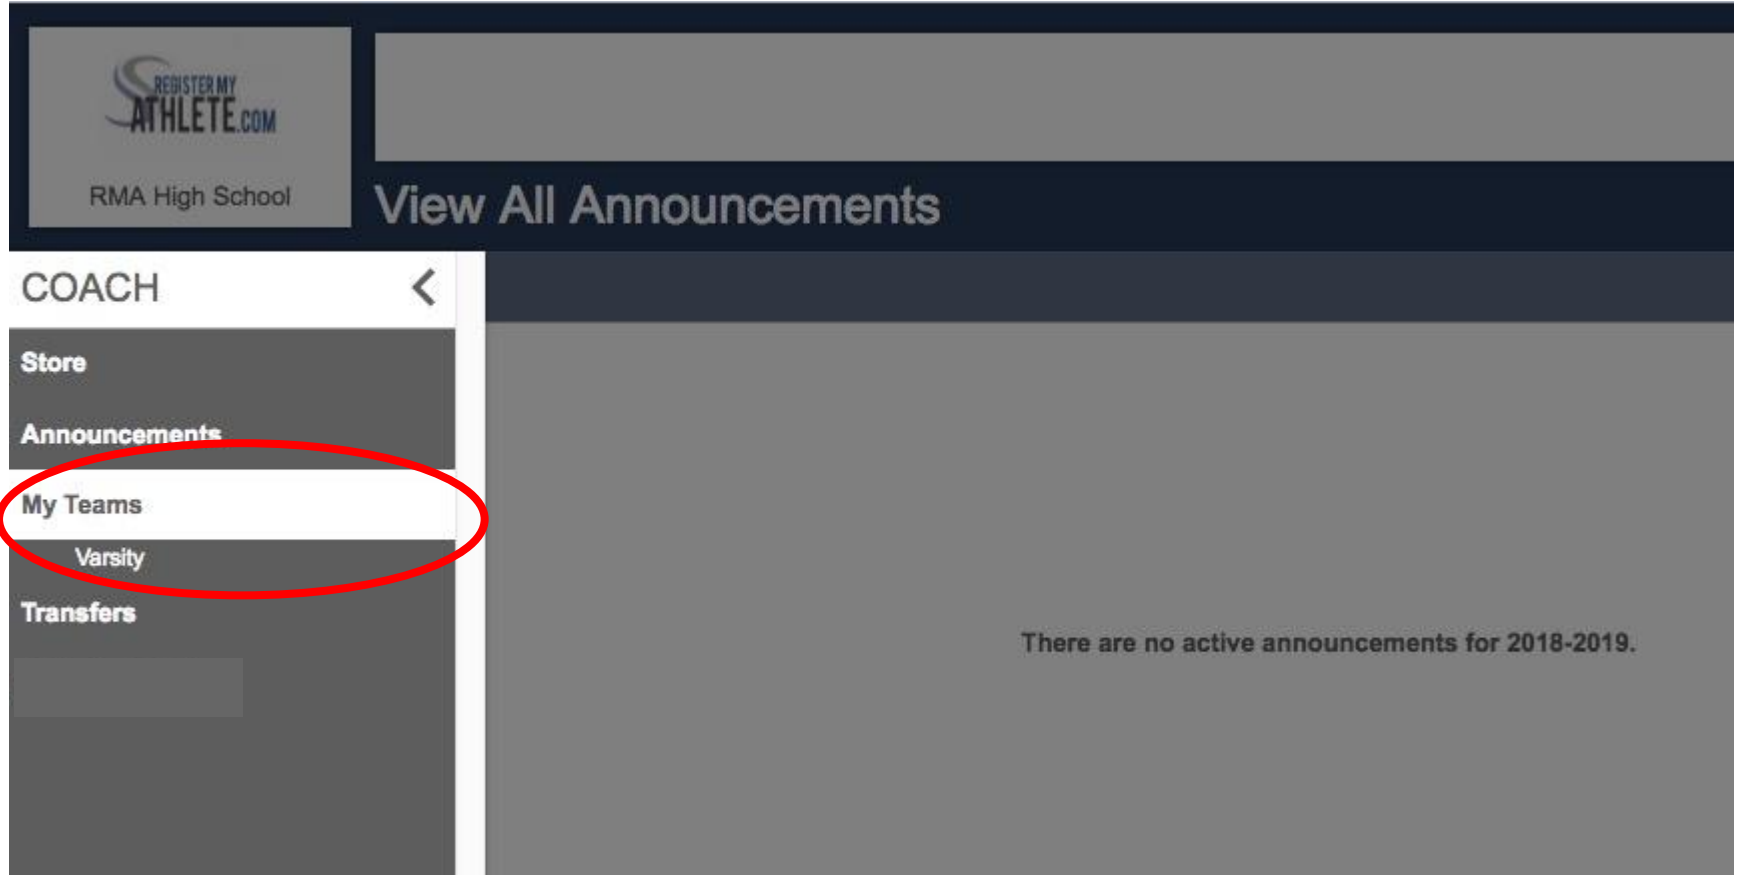 REGISTER MY
ATHLETE.COM
RMA High School
View All Announcements
COACH
Store
Announcements
My Teams
Varsity
Transfers
There are no active announcements for 2018-2019.